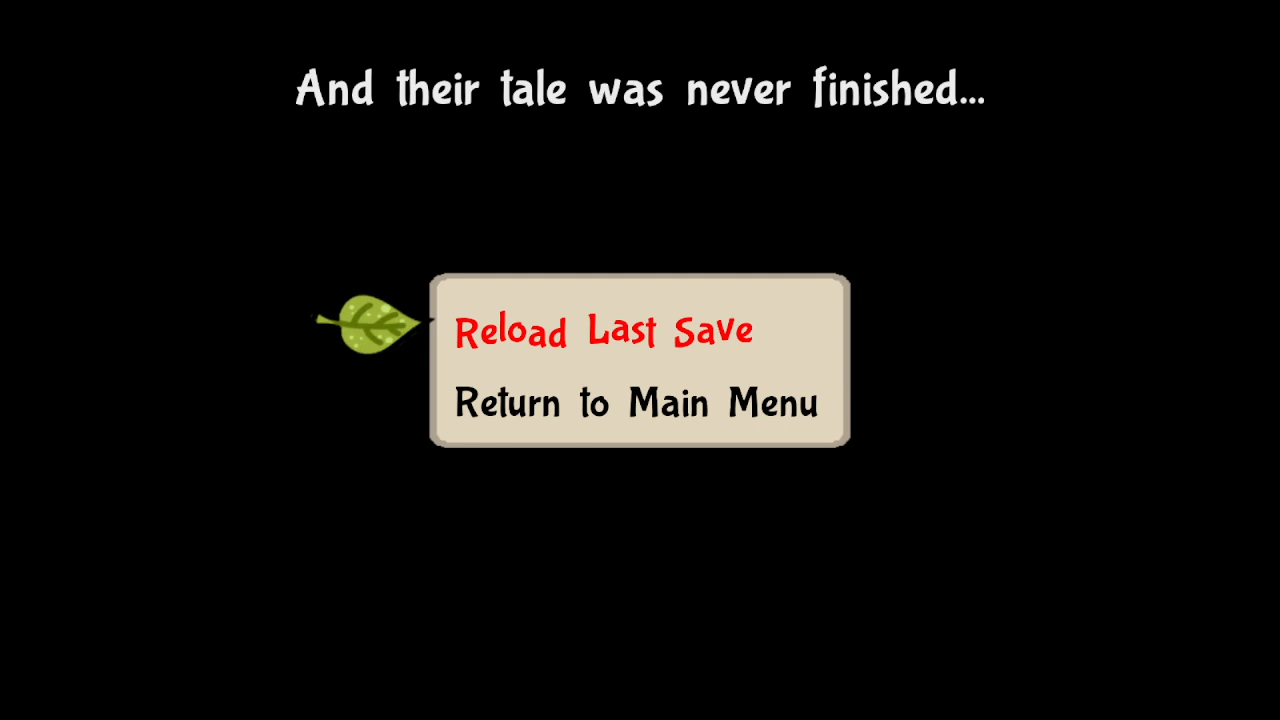 And their tale was never finished...
Reload Last Save
Return to Main Menu